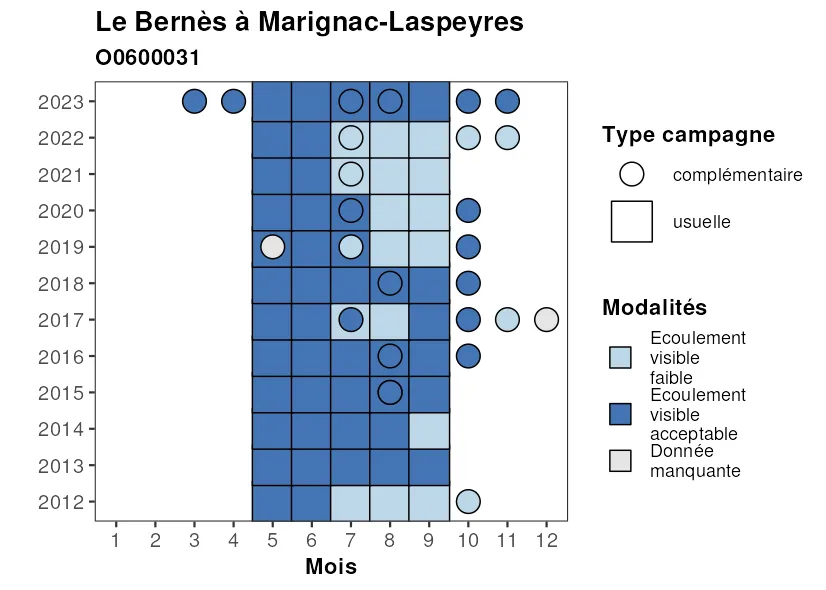 Le Bernès à Marignac-Laspeyres
O0600031
2023
2022
2021
2020
2019
2018
2017
2016
2015
2014
2013
2012
1 2 3 4 5 6 7 8 9 10 11 12
Mois
Type campagne
complémentaire
usuelle
Modalités
Ecoulement
visible
faible
Ecoulement
visible
acceptable
Donnée
manquante